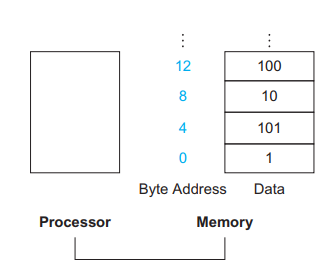 ⋮ ⋮
12 100
8 10
4 101
0 1
Byte Address Data
Processor Memory